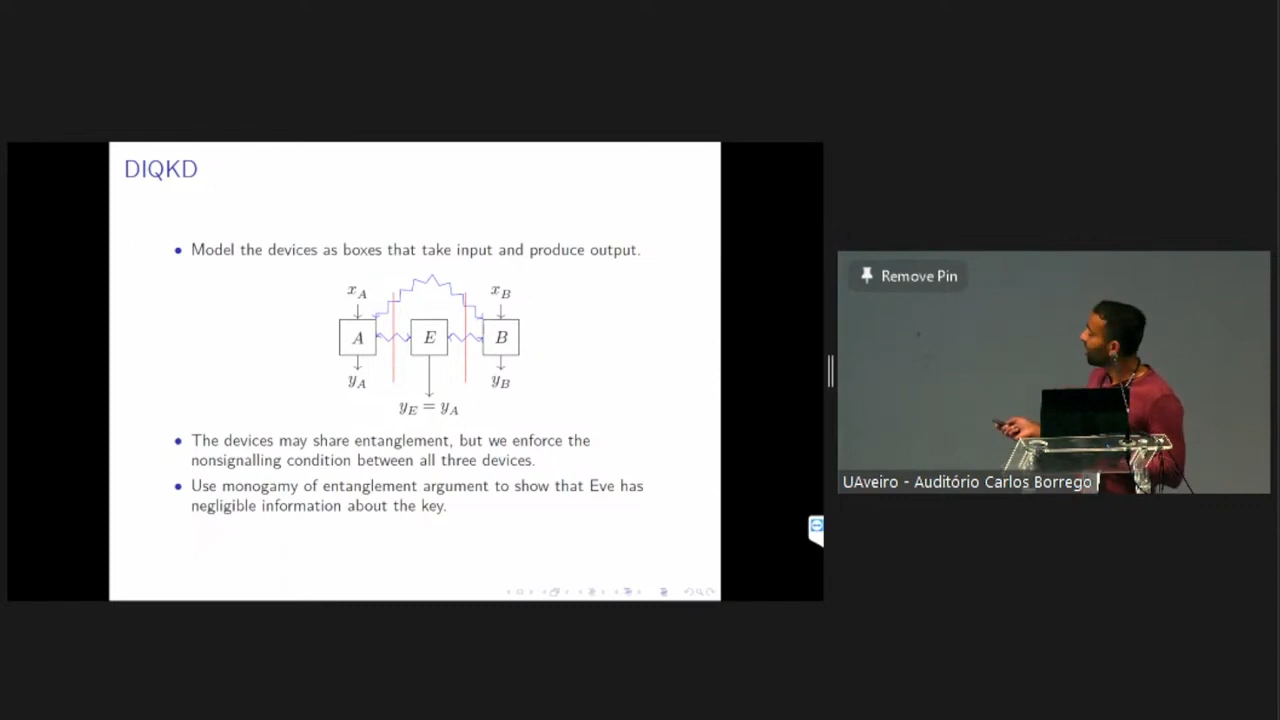 DIQKD
• Model the devices as boxes that take input and produce output.
x_A x_B
A E B
y_A y_B
y_E = y_A
• The devices may share entanglement, but we enforce the
nonsignalling condition between all three devices.
• Use monogamy of entanglement argument to show that Eve has
negligible information about the key.
Remove Pin
UAveiro - Auditório Carlos Borrego